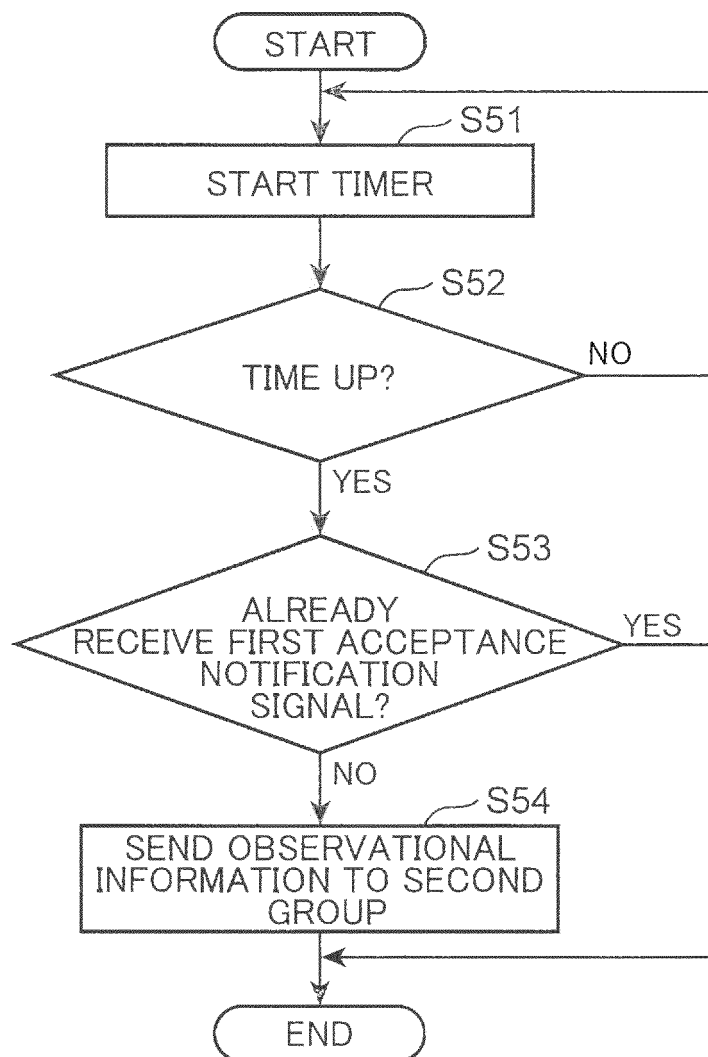 START
S51
START TIMER
S52
TIME UP?
NO
YES
S53
ALREADY
RECEIVE FIRST ACCEPTANCE
NOTIFICATION
SIGNAL?
YES
NO
S54
SEND OBSERVATIONAL
INFORMATION TO SECOND
GROUP
END